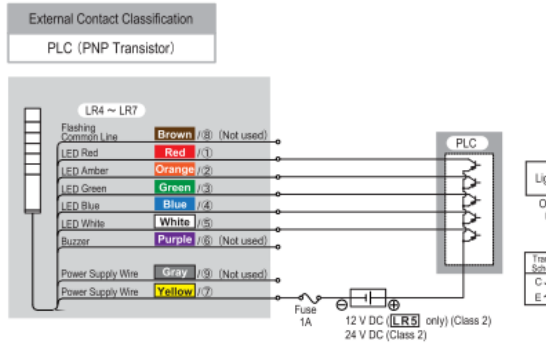 External Contact Classification
PLC (PNP Transistor)
LR4 ~ LR7
Flashing
Common Line Brown /⑧ (Not used)
LED Red Red /①
LED Amber Orange /②
LED Green Green /③
LED Blue Blue /④
LED White White /⑤
Buzzer Purple /⑥ (Not used)
Power Supply Wire Gray /⑨ (Not used)
Power Supply Wire Yellow /⑦
PLC
Fuse
1A
⊖ ⊕
12 V DC (LR5 only) (Class 2)
24 V DC (Class 2)